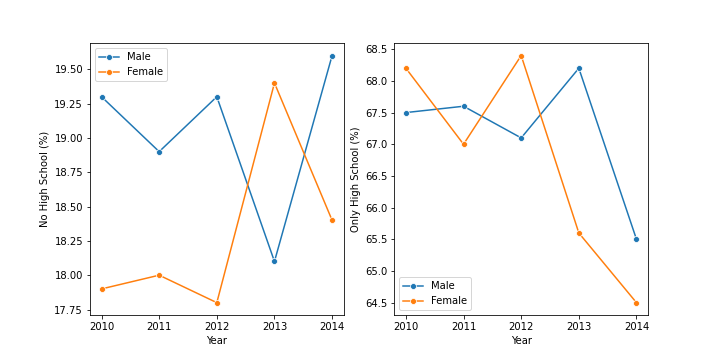 No High School (%)
19.50
19.25
19.00
18.75
18.50
18.25
18.00
17.75
Male
Female
2010 2011 2012 2013 2014
Year
Only High School (%)
68.5
68.0
67.5
67.0
66.5
66.0
65.5
65.0
64.5
Male
Female
2010 2011 2012 2013 2014
Year